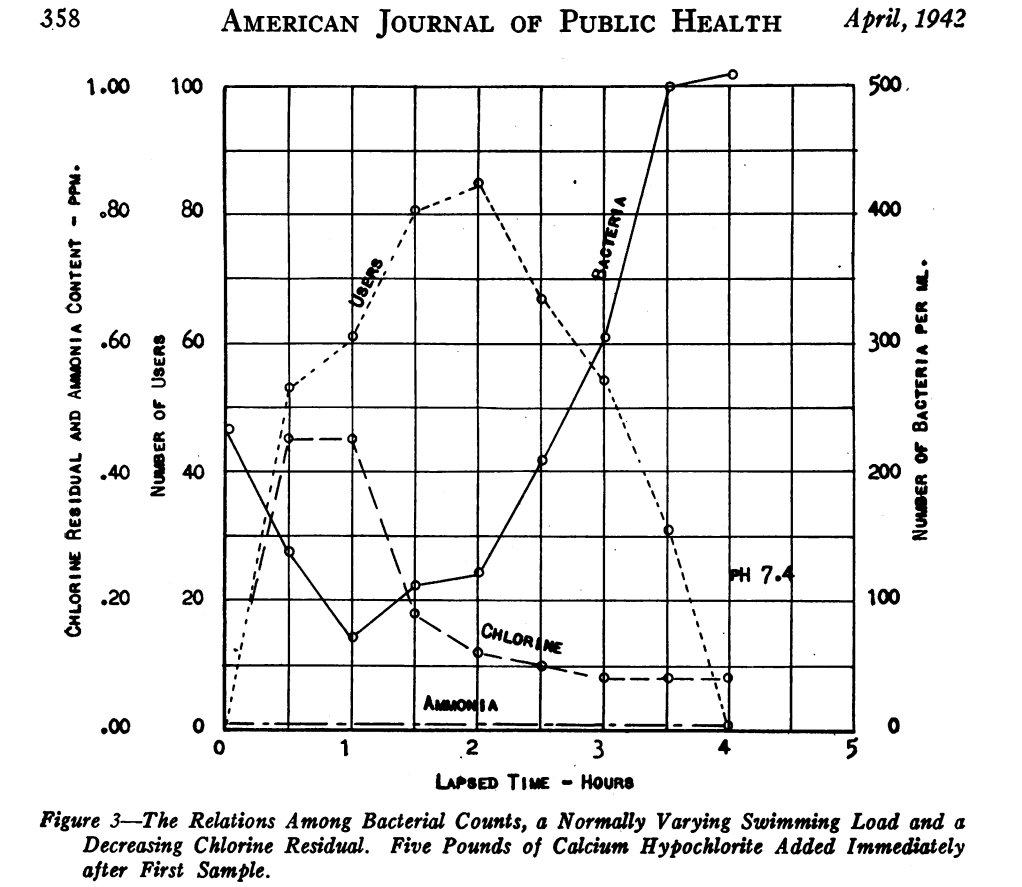 358 AMERICAN JOURNAL OF PUBLIC HEALTH April, 1942
1.00 100 500
.80 80 400
.60 60 300
.40 40 200
.20 20 100
.00 0 0
CHLORINE RESIDUAL AND AMMONIA CONTENT - PPM.
NUMBER OF USERS
USERS
BACTERIA
CHLORINE
AMMONIA
PH 7.4
NUMBER OF BACTERIA PER ML.
0 1 2 3 4 5
LAPSED TIME - HOURS
Figure 3—The Relations Among Bacterial Counts, a Normally Varying Swimming Load and a
Decreasing Chlorine Residual. Five Pounds of Calcium Hypochlorite Added Immediately
after First Sample.